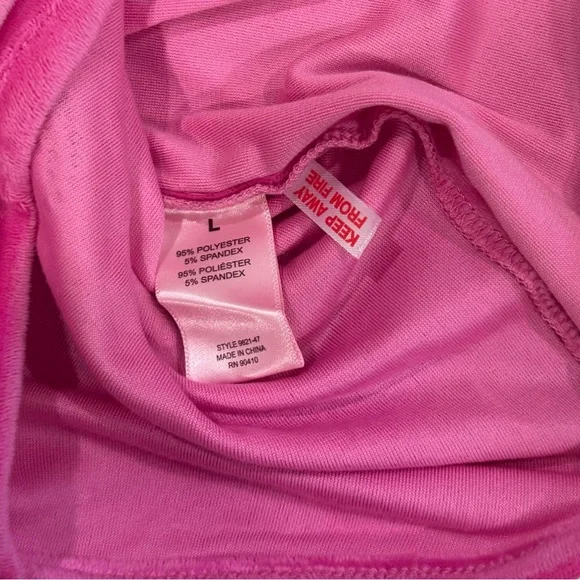 L
95% POLYESTER
5% SPANDEX
95% POLIÉSTER
5% SPANDEX
STYLE 9821-47
MADE IN CHINA
RN 90410
KEEP AWAY
FROM FIRE